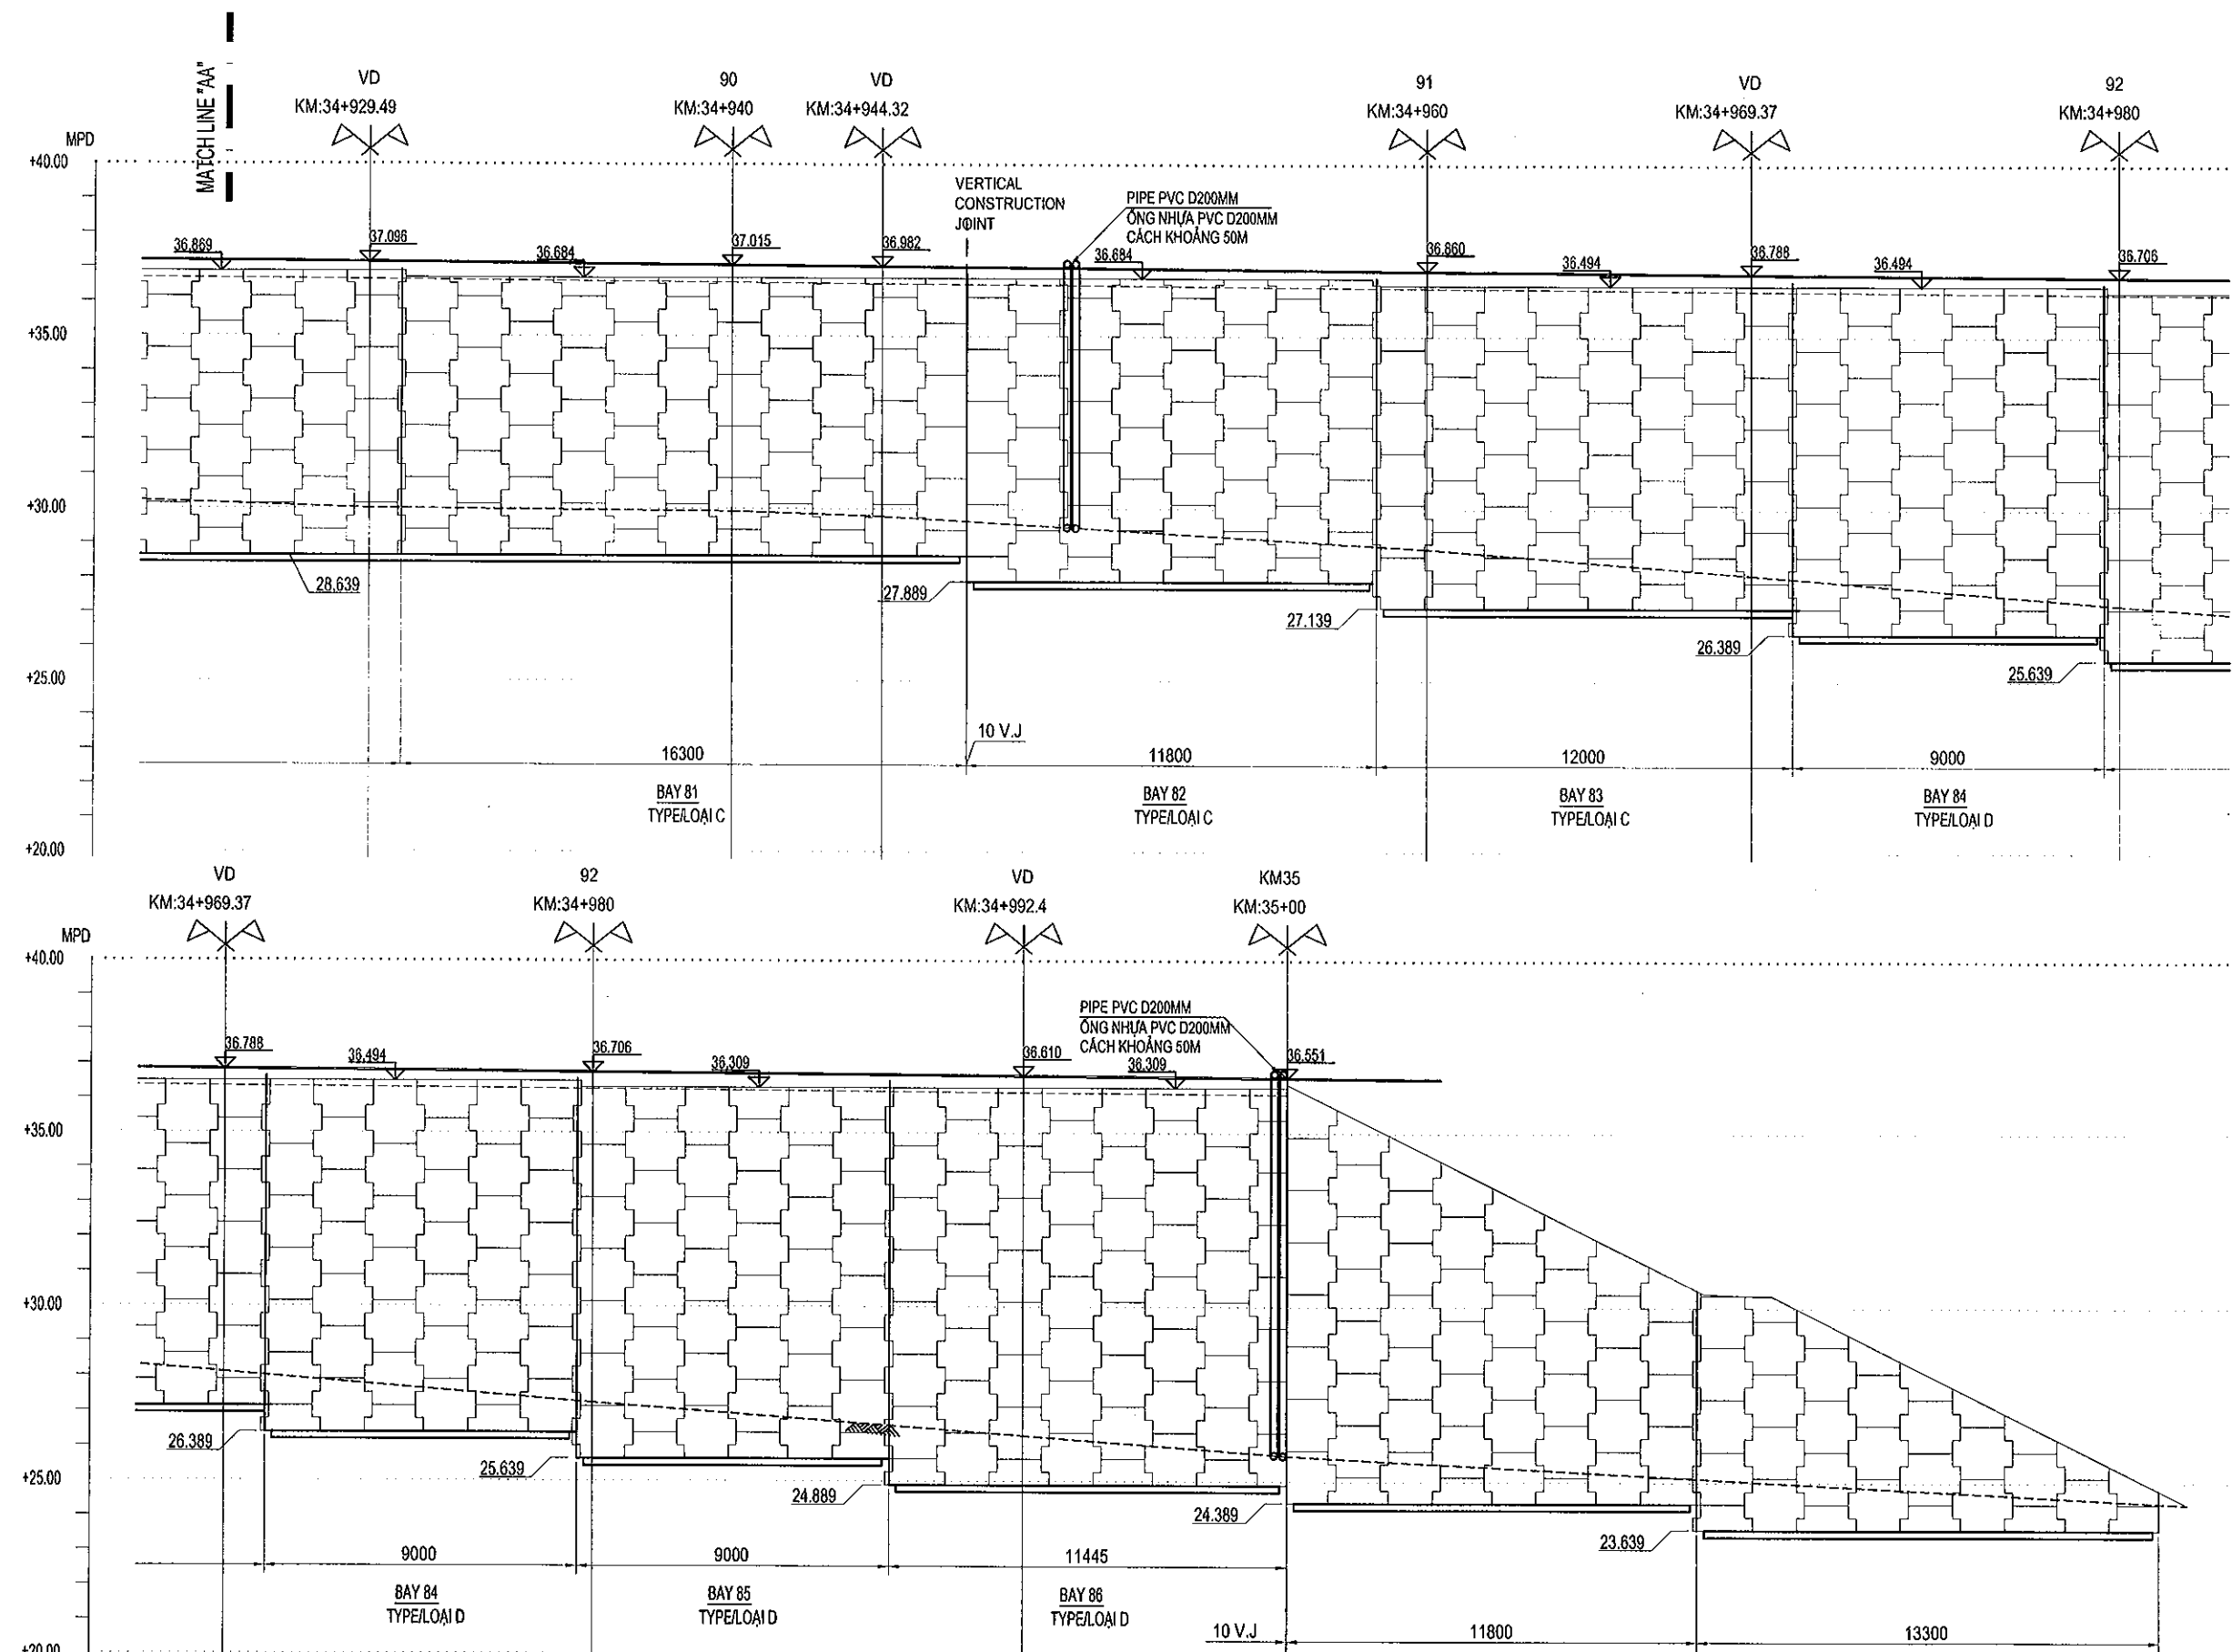 MATCH LINE "AA"
VD
KM:34+929.49
90
KM:34+940
VD
KM:34+944.32
91
KM:34+960
VD
KM:34+969.37
92
KM:34+980
MPD
+40.00
VERTICAL
CONSTRUCTION
JOINT
PIPE PVC D200MM
ỐNG NHỰA PVC D200MM
CÁCH KHOẢNG 50M
36.869
37.096
36.684
37.015
36.982
36.684
36.860
36.494
36.788
36.494
36.706
+35.00
+30.00
28.639
27.889
27.139
26.389
25.639
+25.00
10 V.J
16300
11800
12000
9000
BAY 81
TYPE/LOẠI C
BAY 82
TYPE/LOẠI C
BAY 83
TYPE/LOẠI C
BAY 84
TYPE/LOẠI D
+20.00
VD
KM:34+969.37
92
KM:34+980
VD
KM:34+992.4
KM35
KM:35+00
MPD
+40.00
PIPE PVC D200MM
ỐNG NHỰA PVC D200MM
CÁCH KHOẢNG 50M
36.788
36.494
36.706
36.309
36.610
36.309
36.551
+35.00
+30.00
26.389
25.639
24.889
24.389
23.639
+25.00
9000
9000
11445
BAY 84
TYPE/LOẠI D
BAY 85
TYPE/LOẠI D
BAY 86
TYPE/LOẠI D
10 V.J
11800
13300
+20.00